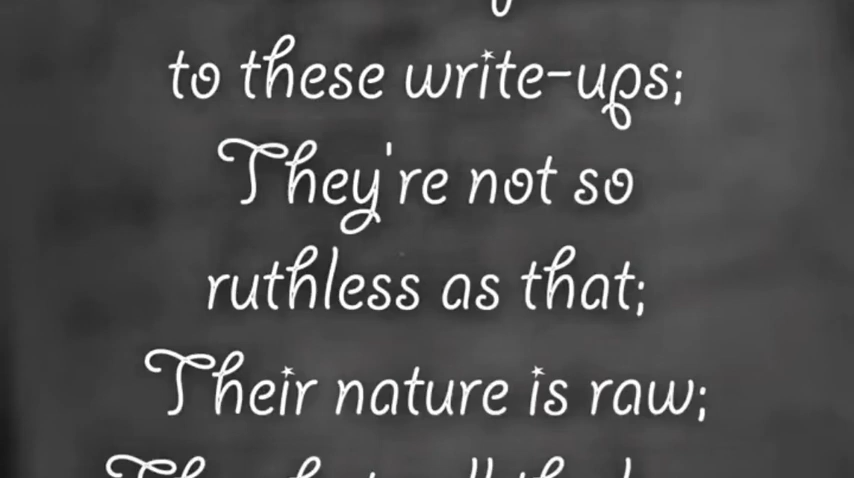 to these write-ups;
They're not so
ruthless as that;
Their nature is raw;